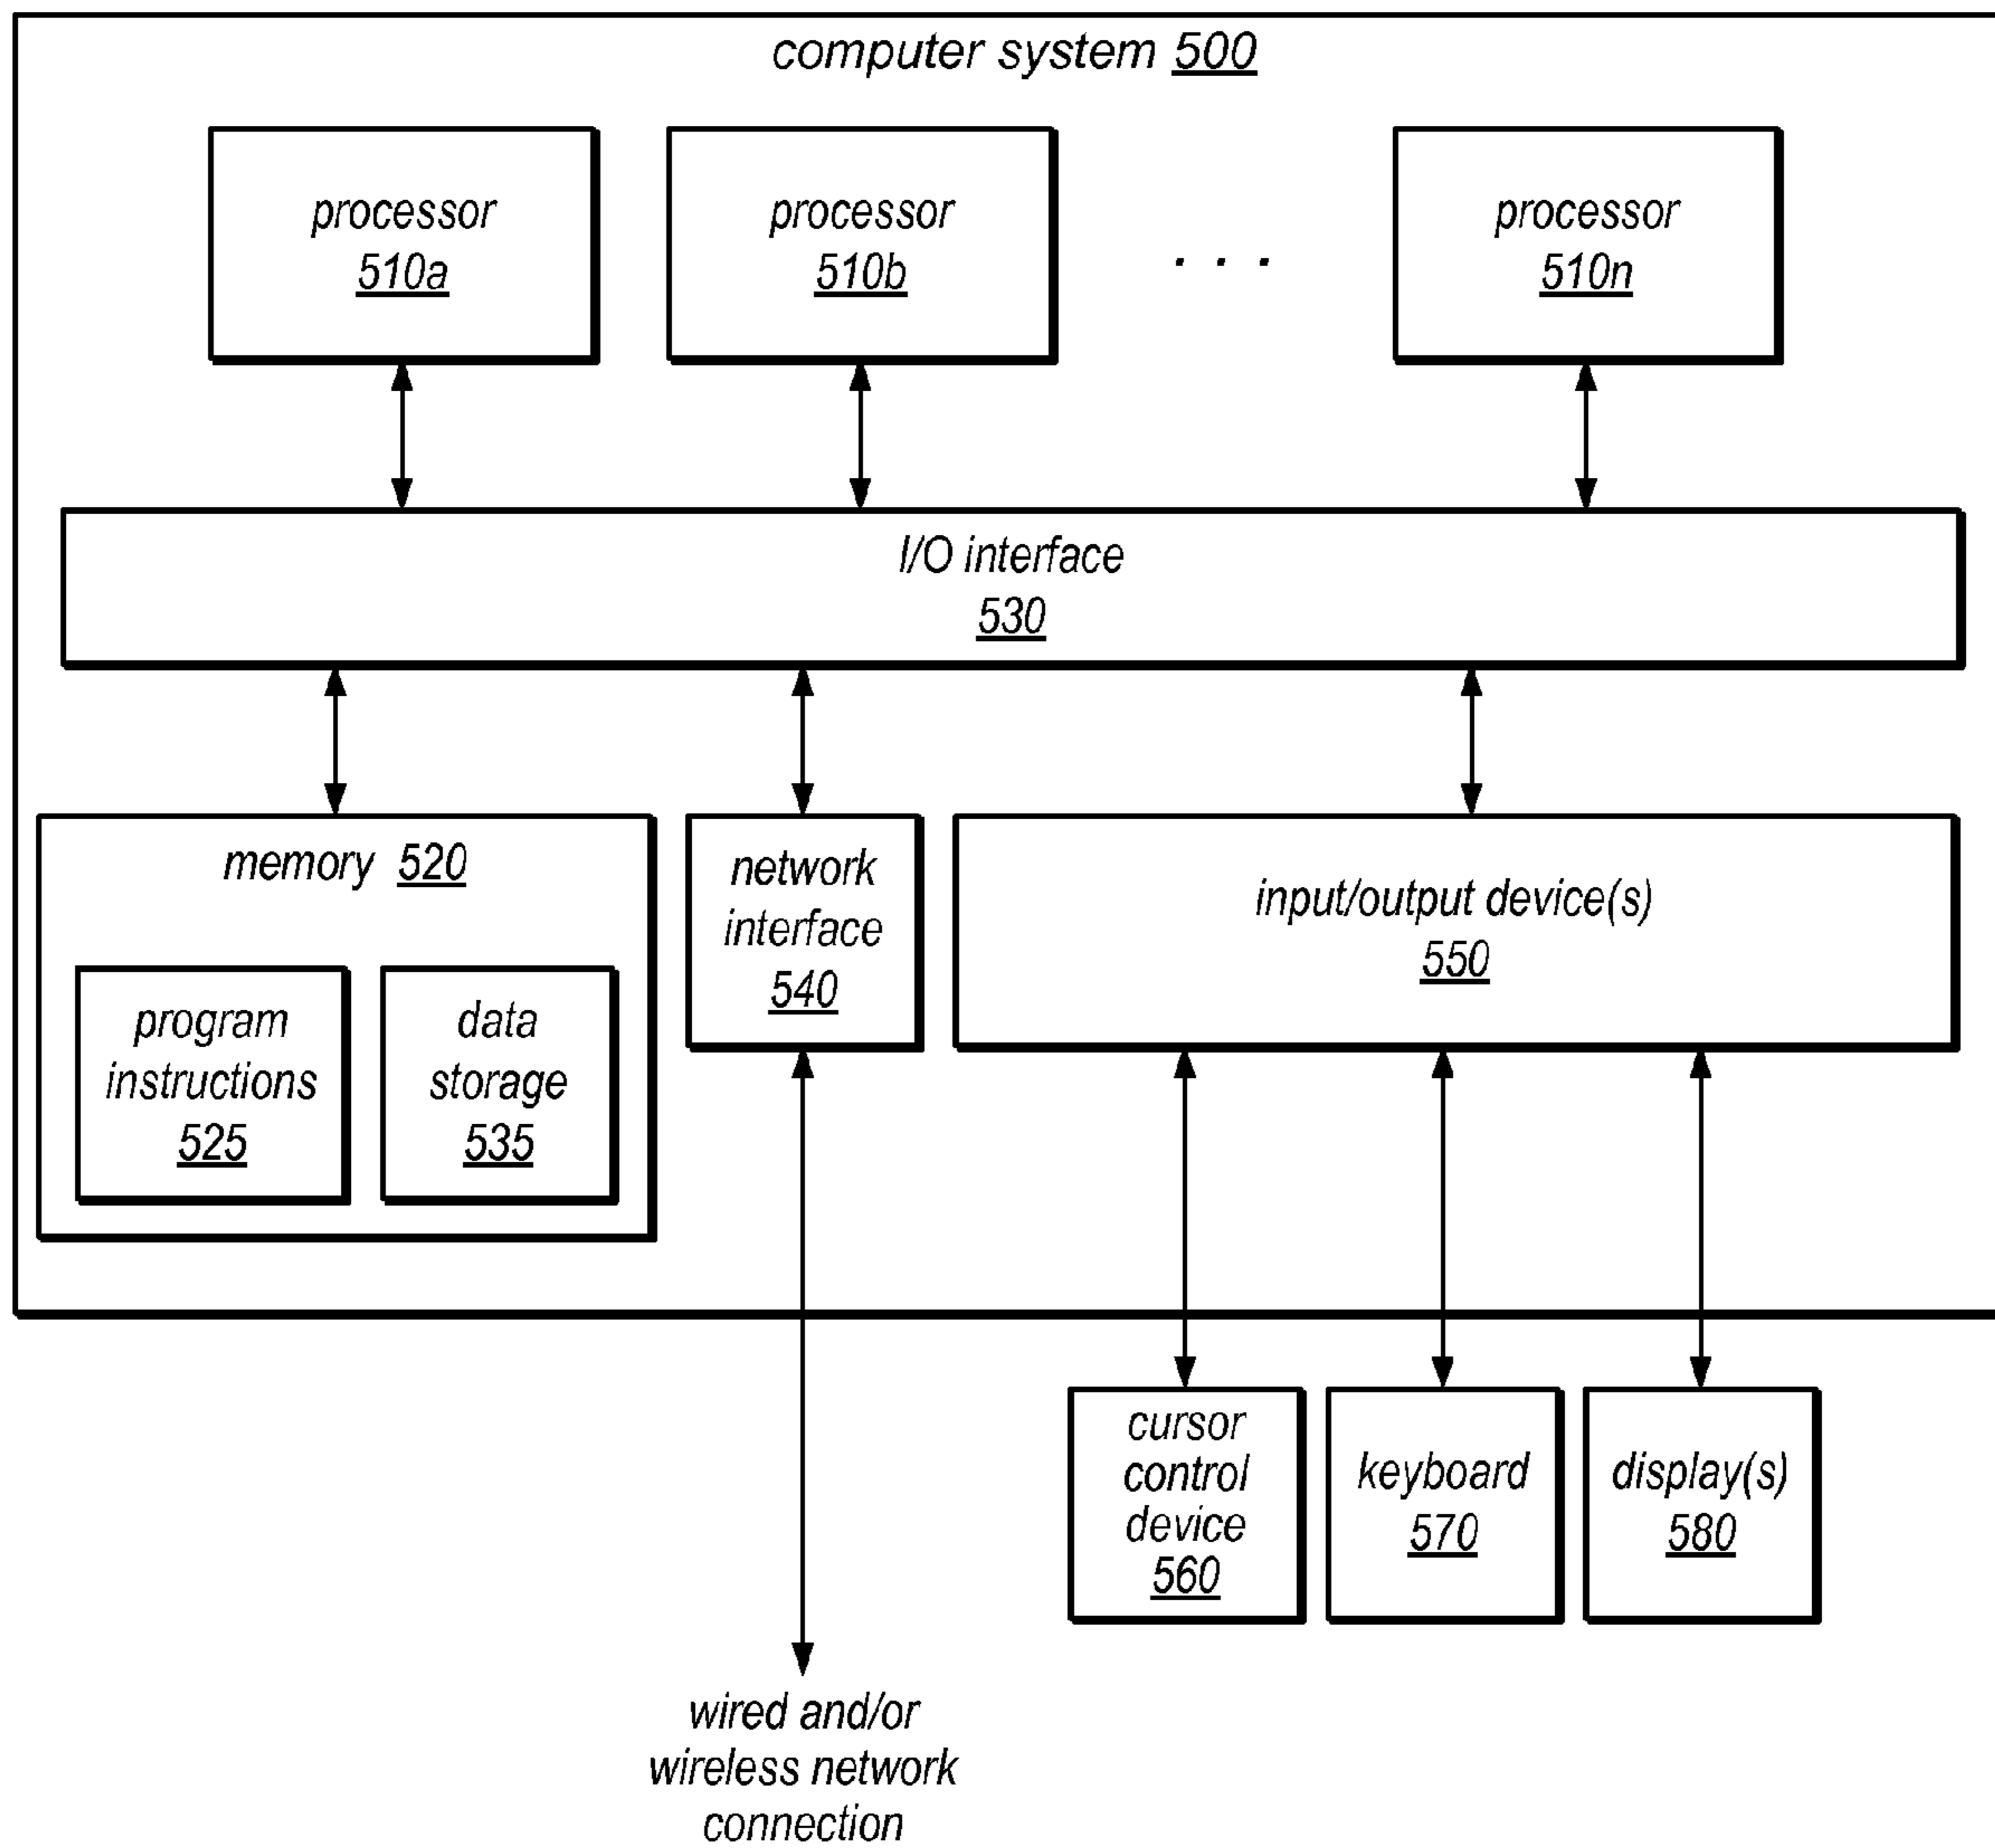 computer system 500
processor
510a
processor
510b
. . .
processor
510n
I/O interface
530
memory 520
program
instructions
525
data
storage
535
network
interface
540
input/output device(s)
550
cursor
control
device
560
keyboard
570
display(s)
580
wired and/or
wireless network
connection